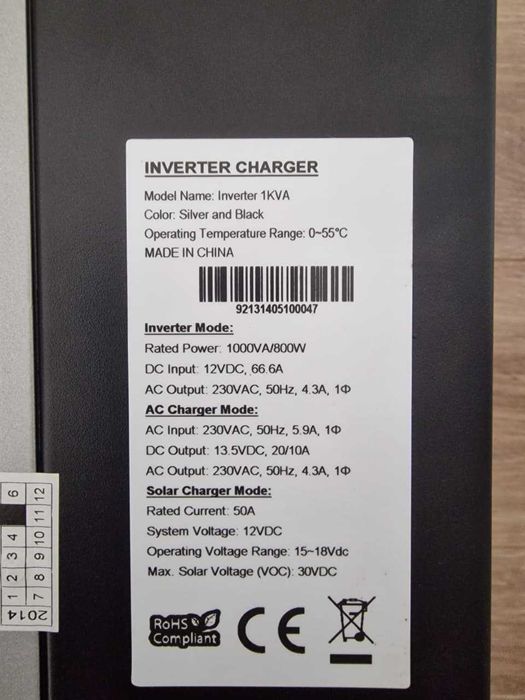 INVERTER CHARGER
Model Name: Inverter 1KVA
Color: Silver and Black
Operating Temperature Range: 0~55°C
MADE IN CHINA
92131405100047
Inverter Mode:
Rated Power: 1000VA/800W
DC Input: 12VDC, 66.6A
AC Output: 230VAC, 50Hz, 4.3A, 1Φ
AC Charger Mode:
AC Input: 230VAC, 50Hz, 5.9A, 1Φ
DC Output: 13.5VDC, 20/10A
AC Output: 230VAC, 50Hz, 4.3A, 1Φ
Solar Charger Mode:
Rated Current: 50A
System Voltage: 12VDC
Operating Voltage Range: 15~18Vdc
Max. Solar Voltage (VOC): 30VDC
RoHS
Compliant
CE
2014
1 2 3 4 6
7 8 9 10 11 12